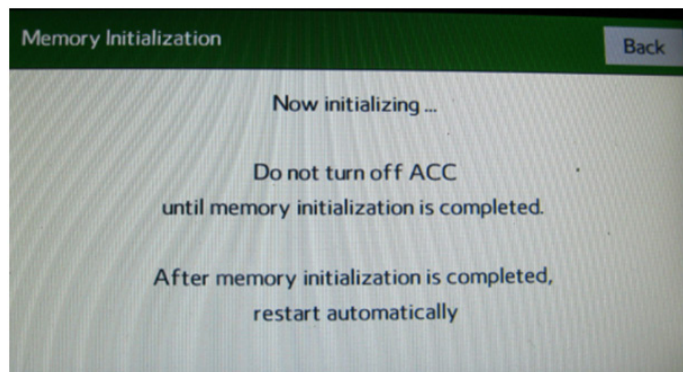 Memory Initialization
Back
Now initializing ...
Do not turn off ACC
until memory initialization is completed.
After memory initialization is completed,
restart automatically